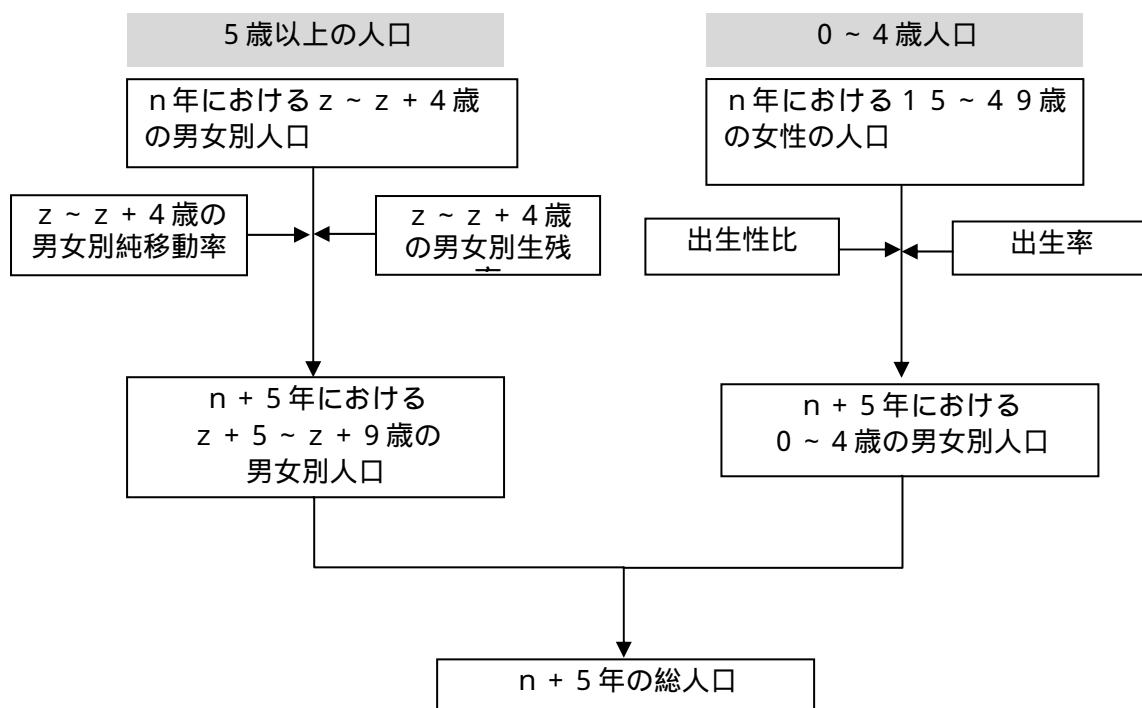 ５歳以上の人口
０～４歳人口
ｎ年におけるｚ～ｚ＋４歳
の男女別人口
ｎ年における１５～４９歳
の女性の人口
ｚ～ｚ＋４歳の
男女別純移動率
ｚ～ｚ＋４歳
の男女別生残
出生性比
出生率
ｎ＋５年における
ｚ＋５～ｚ＋９歳の
男女別人口
ｎ＋５年における
０～４歳の男女別人口
ｎ＋５年の総人口